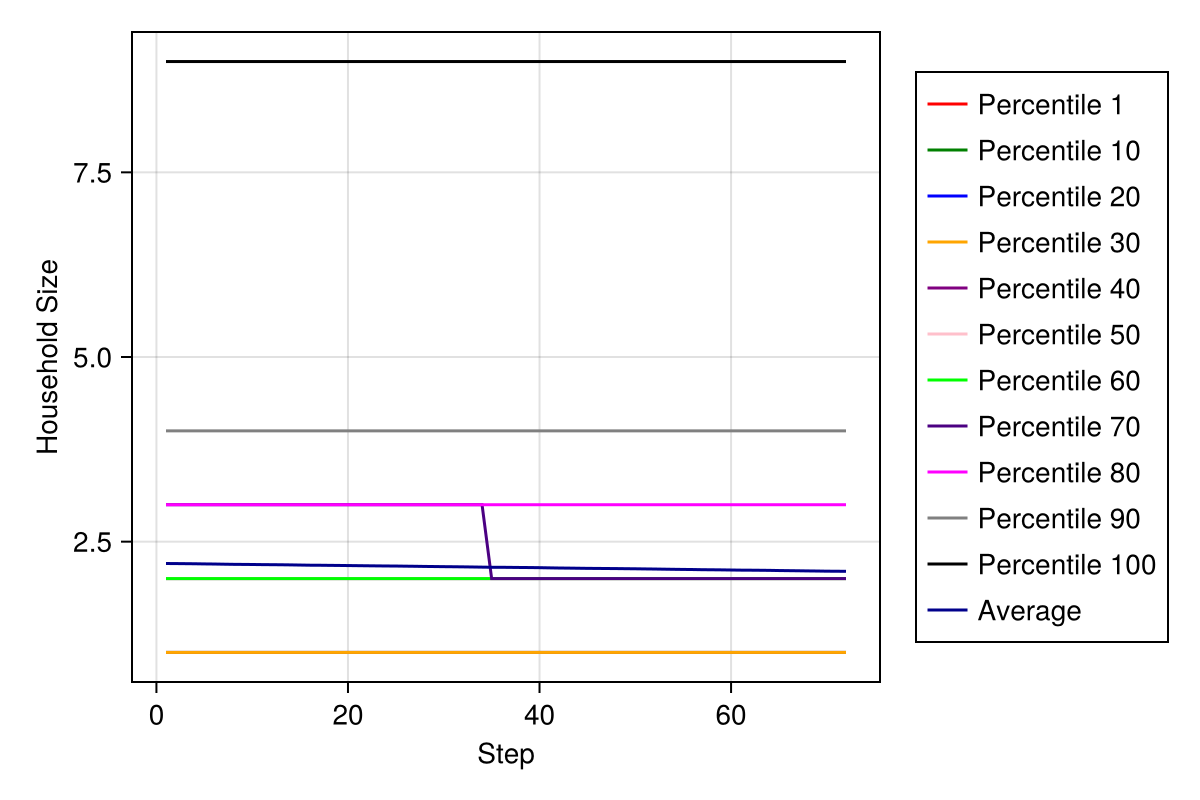 Household Size
7.5
5.0
2.5
0
20
40
60
Step
Percentile 1
Percentile 10
Percentile 20
Percentile 30
Percentile 40
Percentile 50
Percentile 60
Percentile 70
Percentile 80
Percentile 90
Percentile 100
Average